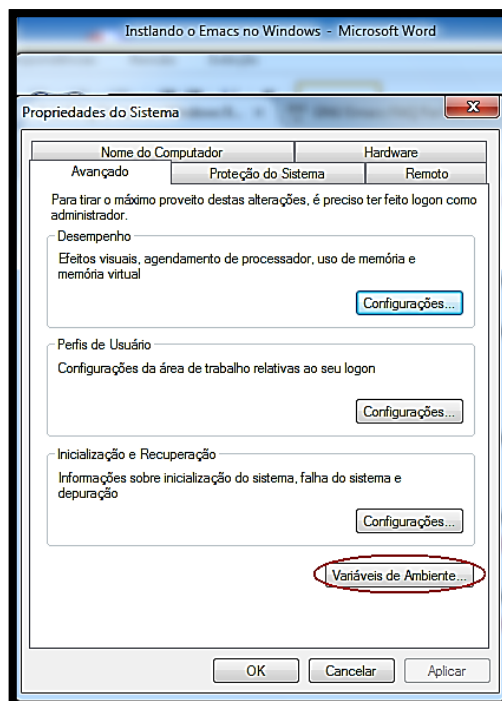 Instlando o Emacs no Windows - Microsoft Word
Propriedades do Sistema
Nome do Computador
Hardware
Avançado
Proteção do Sistema
Remoto
Para tirar o máximo proveito destas alterações, é preciso ter feito logon como
administrador.
Desempenho
Efeitos visuais, agendamento de processador, uso de memória e
memória virtual
Configurações...
Perfis de Usuário
Configurações da área de trabalho relativas ao seu logon
Configurações...
Inicialização e Recuperação
Informações sobre inicialização do sistema, falha do sistema e
depuração
Configurações...
Variáveis de Ambiente...
OK
Cancelar
Aplicar